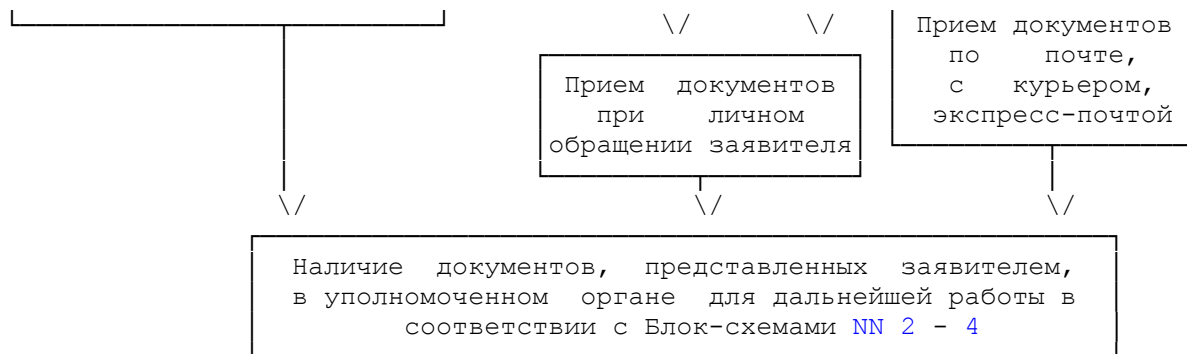 Прием документов
по почте,
с курьером,
экспресс-почтой
Прием документов
при личном
обращении заявителя
Наличие документов, представленных заявителем,
в уполномоченном органе для дальнейшей работы в
соответствии с Блок-схемами NN 2 - 4